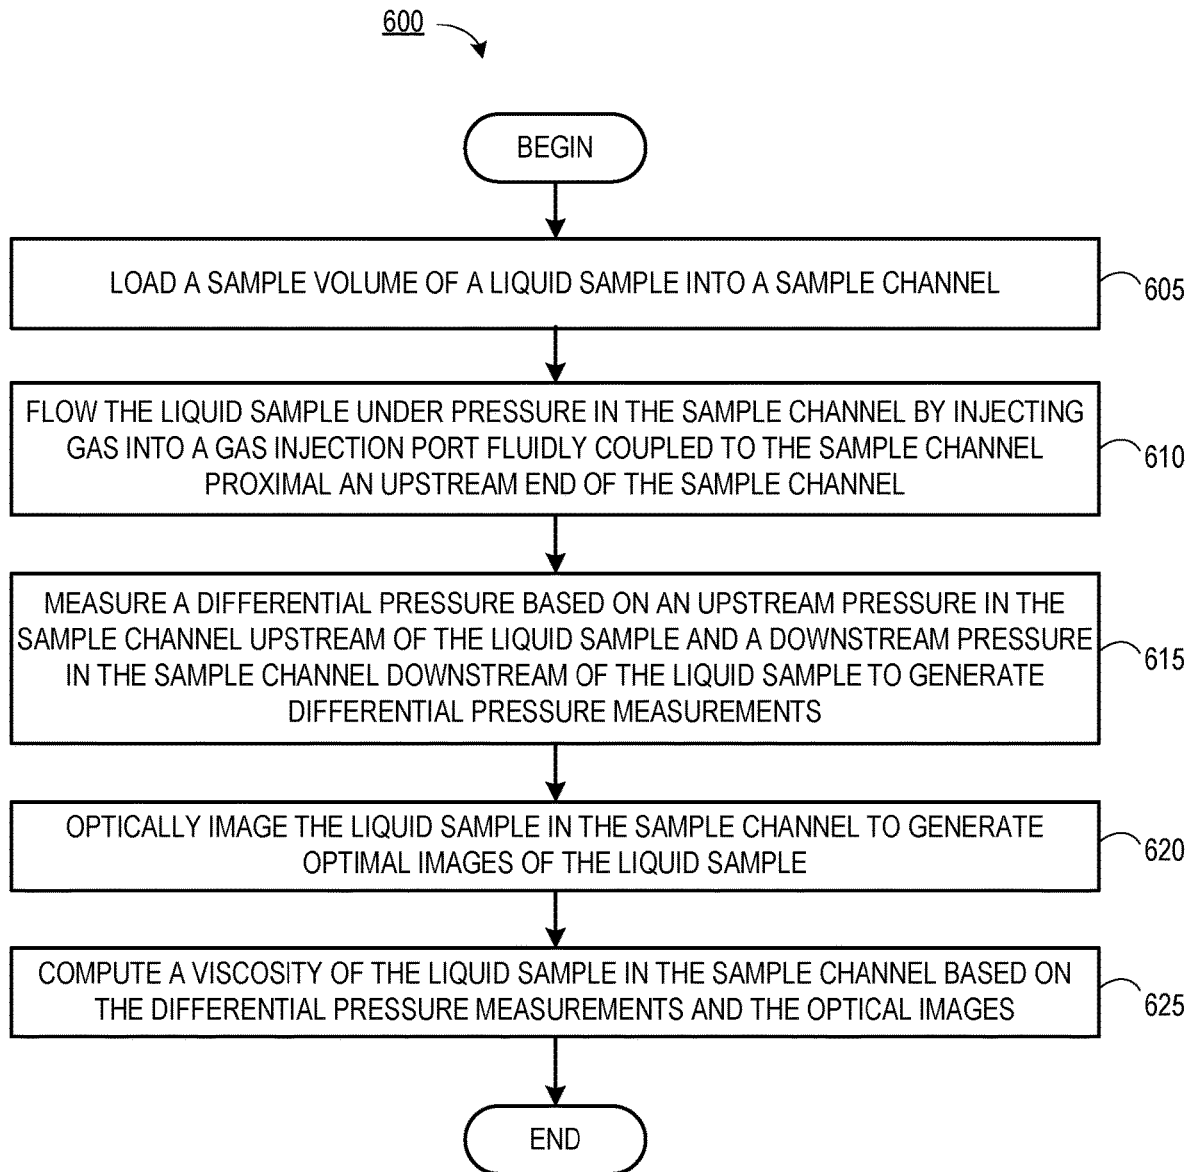 600
BEGIN
LOAD A SAMPLE VOLUME OF A LIQUID SAMPLE INTO A SAMPLE CHANNEL
605
FLOW THE LIQUID SAMPLE UNDER PRESSURE IN THE SAMPLE CHANNEL BY INJECTING
GAS INTO A GAS INJECTION PORT FLUIDLY COUPLED TO THE SAMPLE CHANNEL
PROXIMAL AN UPSTREAM END OF THE SAMPLE CHANNEL
610
MEASURE A DIFFERENTIAL PRESSURE BASED ON AN UPSTREAM PRESSURE IN THE
SAMPLE CHANNEL UPSTREAM OF THE LIQUID SAMPLE AND A DOWNSTREAM PRESSURE
IN THE SAMPLE CHANNEL DOWNSTREAM OF THE LIQUID SAMPLE TO GENERATE
DIFFERENTIAL PRESSURE MEASUREMENTS
615
OPTICALLY IMAGE THE LIQUID SAMPLE IN THE SAMPLE CHANNEL TO GENERATE
OPTIMAL IMAGES OF THE LIQUID SAMPLE
620
COMPUTE A VISCOSITY OF THE LIQUID SAMPLE IN THE SAMPLE CHANNEL BASED ON
THE DIFFERENTIAL PRESSURE MEASUREMENTS AND THE OPTICAL IMAGES
625
END